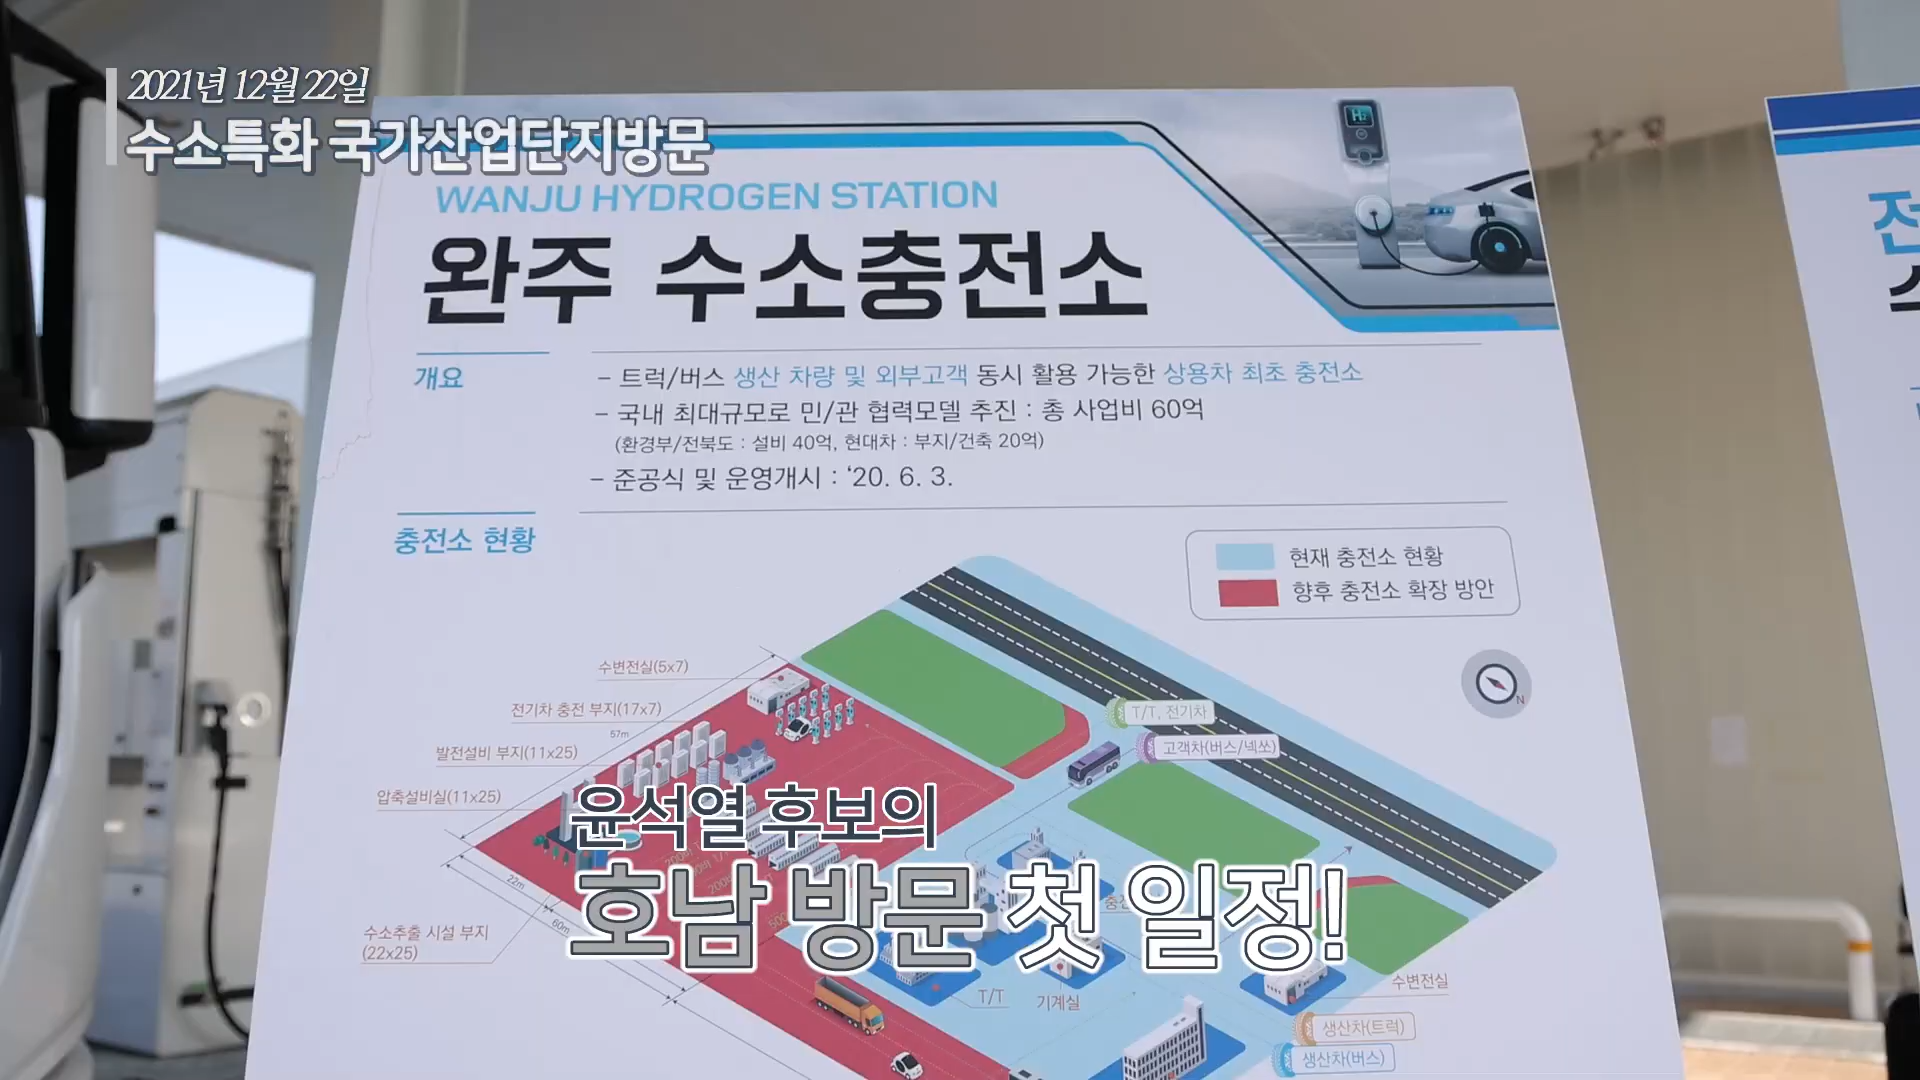 2021년 12월 22일
수소특화 국가산업단지방문
WANJU HYDROGEN STATION
완주 수소충전소
개요
– 트럭/버스 생산 차량 및 외부고객 동시 활용 가능한 상용차 최초 충전소
– 국내 최대규모로 민/관 협력모델 추진 : 총 사업비 60억
(환경부/전북도 : 설비 40억, 현대차 : 부지/건축 20억)
– 준공식 및 운영개시 : ‘20. 6. 3.
충전소 현황
현재 충전소 현황
향후 충전소 확장 방안
N
수변전실(5x7)
전기차 충전 부지(17x7)
57m
발전설비 부지(11x25)
압축설비실(11x25)
T/T, 전기차
고객차(버스/넥쏘)
윤석열 후보의
호남 방문 첫 일정!
22m
60m
수소추출 시설 부지
(22x25)
T/T
기계실
수변전실
생산차(트럭)
생산차(버스)
H2